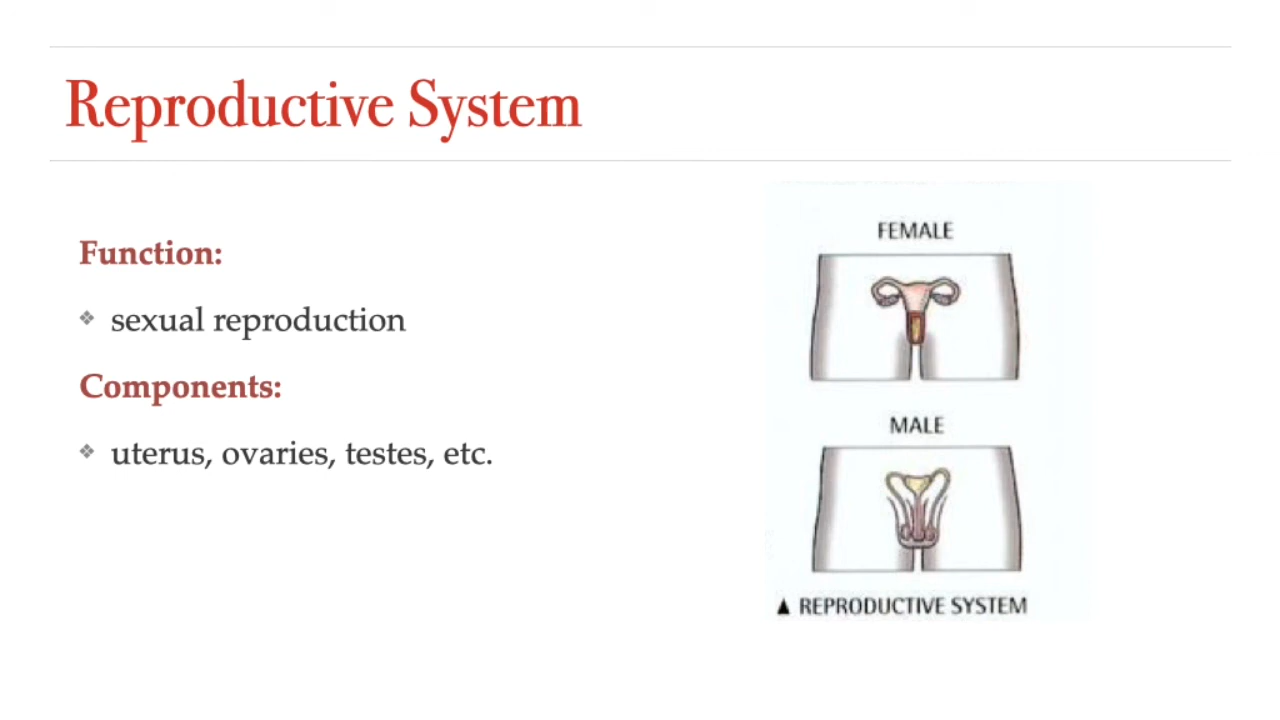 Reproductive System
Function:
❖ sexual reproduction
Components:
❖ uterus, ovaries, testes, etc.
FEMALE
MALE
▲ REPRODUCTIVE SYSTEM